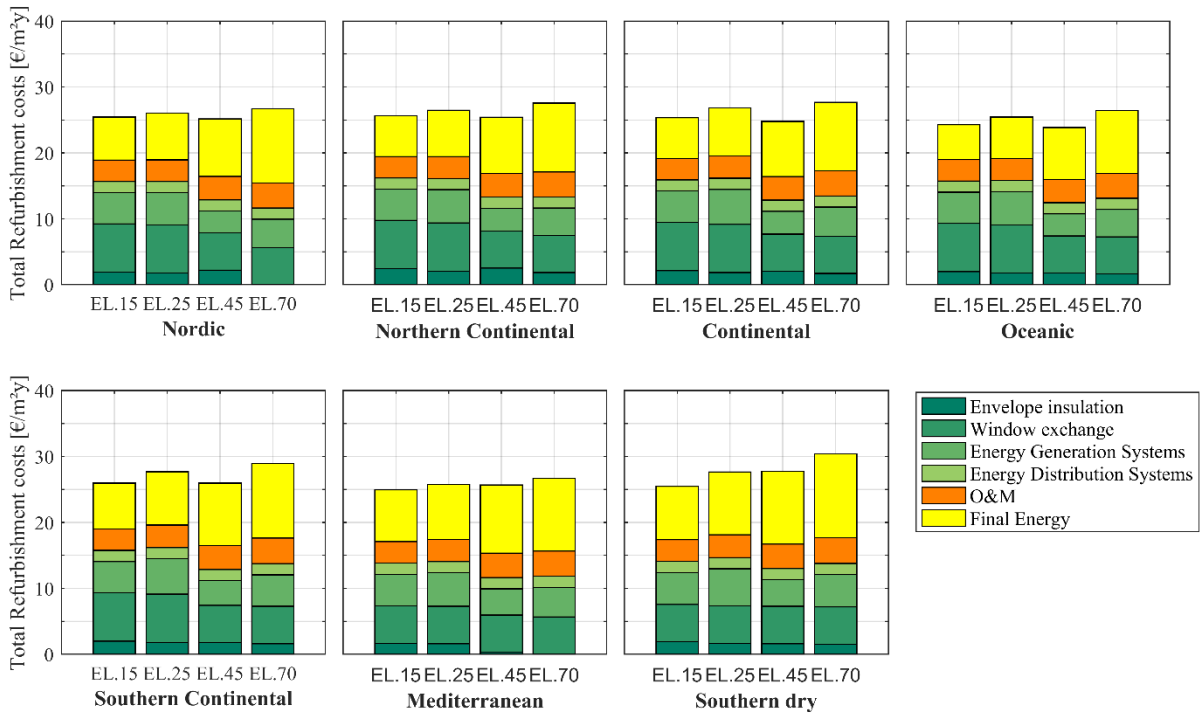 Total Refurbishment costs [€/m²y]
40
30
20
10
0
EL.15 EL.25 EL.45 EL.70
Nordic
EL.15 EL.25 EL.45 EL.70
Northern Continental
EL.15 EL.25 EL.45 EL.70
Continental
EL.15 EL.25 EL.45 EL.70
Oceanic
Total Refurbishment costs [€/m²y]
40
30
20
10
0
EL.15 EL.25 EL.45 EL.70
Southern Continental
EL.15 EL.25 EL.45 EL.70
Mediterranean
EL.15 EL.25 EL.45 EL.70
Southern dry
Envelope insulation
Window exchange
Energy Generation Systems
Energy Distribution Systems
O&M
Final Energy